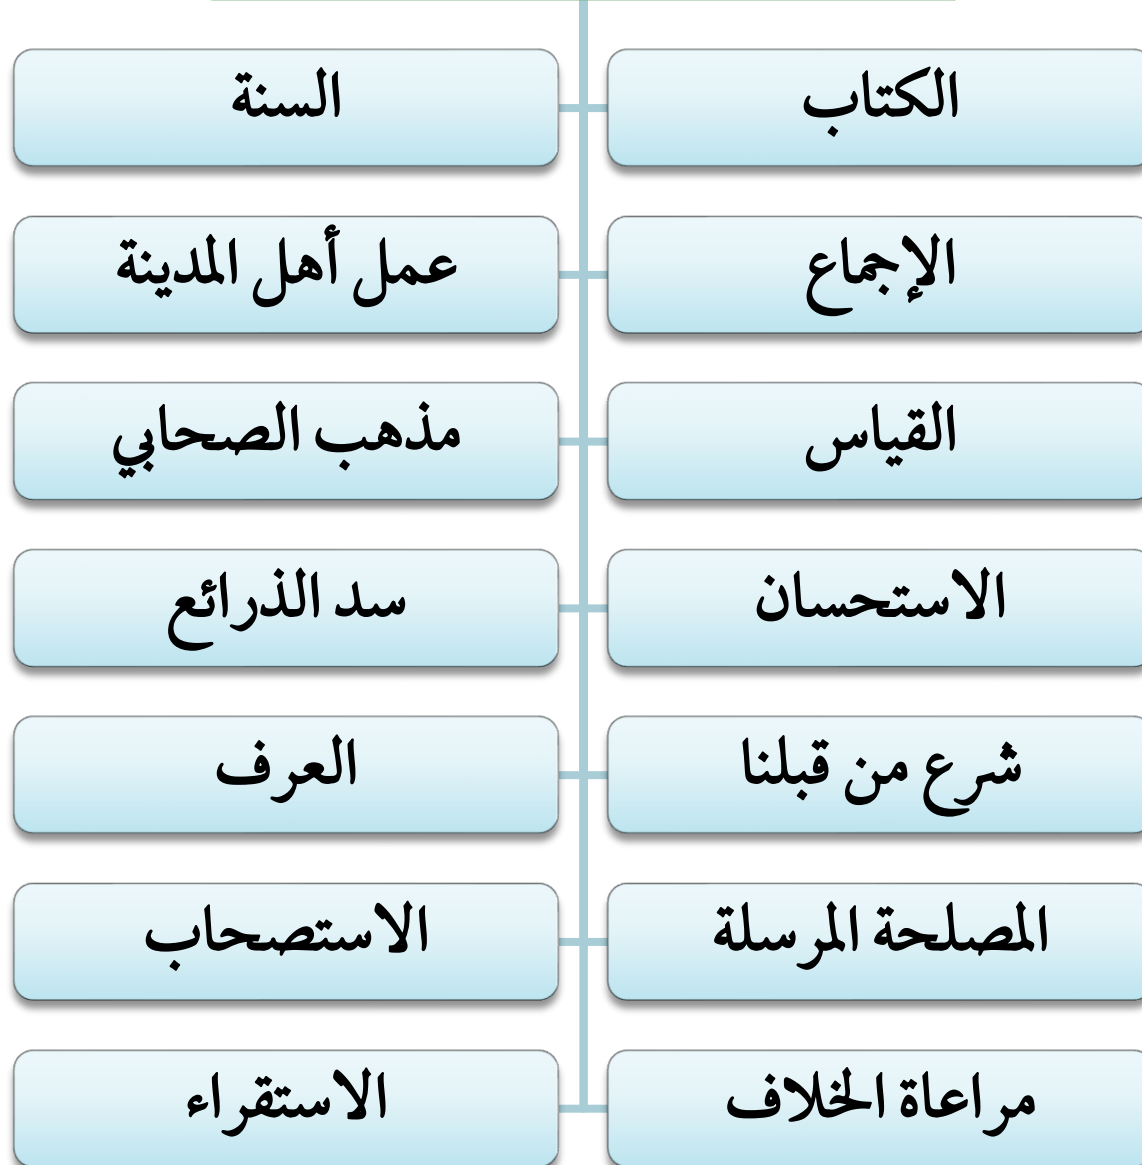 الكتاب
السنة
الإجماع
عمل أهل المدينة
القياس
مذهب الصحابي
الاستحسان
سد الذرائع
شرع من قبلنا
العرف
المصلحة المرسلة
الاستصحاب
مراعاة الخلاف
الاستقراء